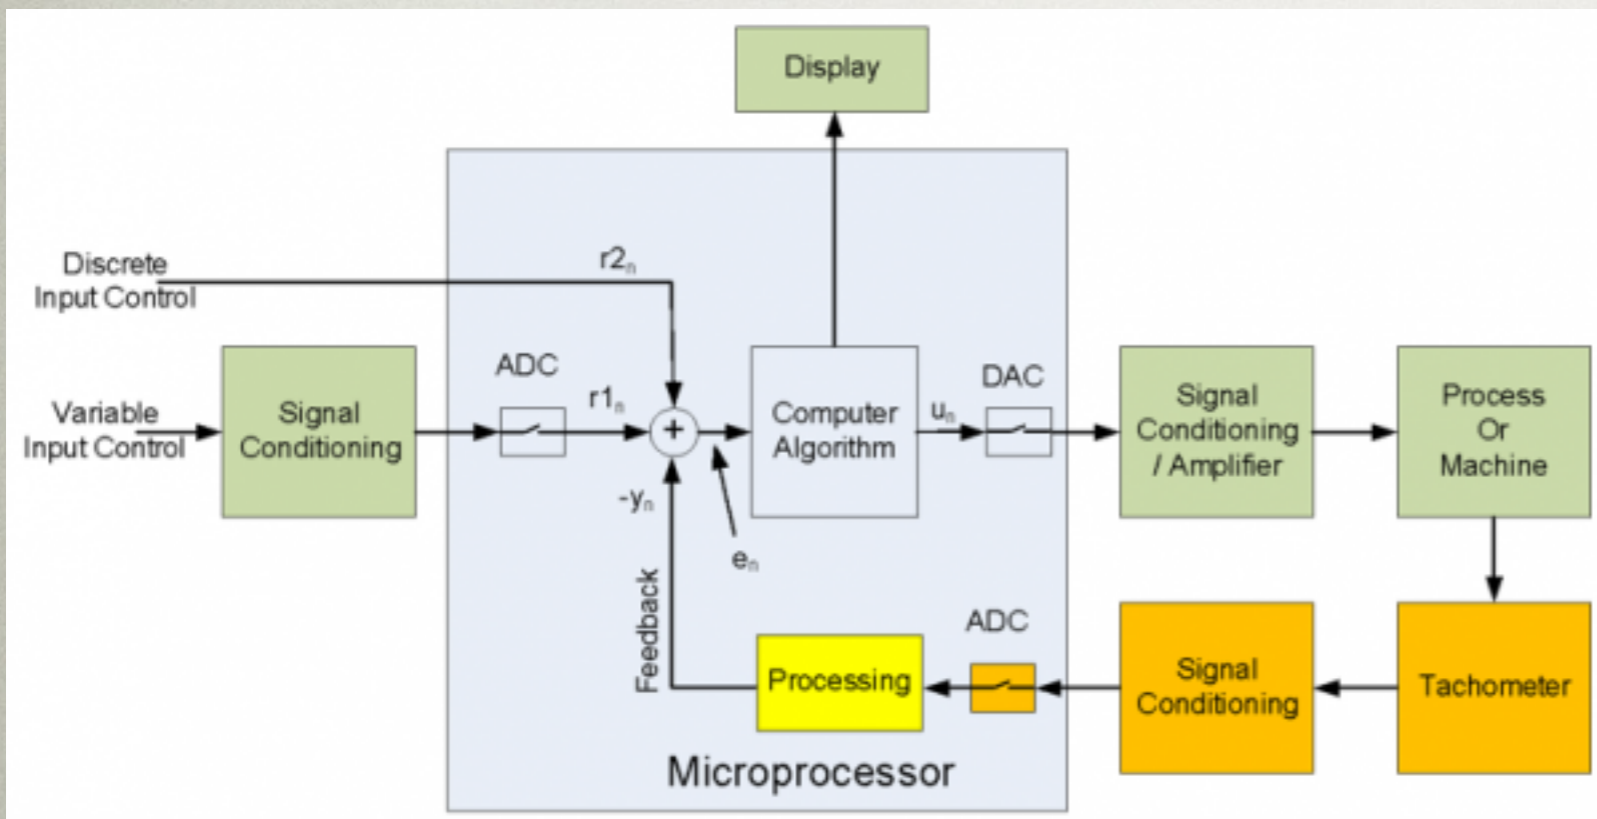 Display
Discrete
Input Control
r2n
ADC
DAC
Variable
Input Control
Signal
Conditioning
r1n
+
Computer
Algorithm
un
Signal
Conditioning
/ Amplifier
Process
Or
Machine
-yn
en
Feedback
ADC
Processing
Signal
Conditioning
Tachometer
Microprocessor